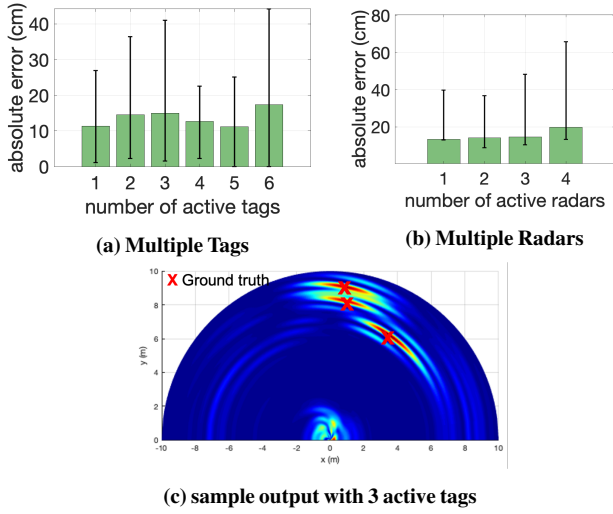 absolute error (cm)
40
30
20
10
0
1 2 3 4 5 6
number of active tags
(a) Multiple Tags
absolute error (cm)
80
60
40
20
1 2 3 4
number of active radars
(b) Multiple Radars
X Ground truth
10
8
6
4
2
0
y (m)
-10 -8 -6 -4 -2 0 2 4 6 8 10
x (m)
(c) sample output with 3 active tags